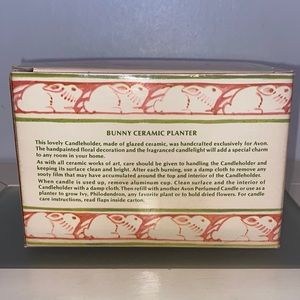 BUNNY CERAMIC PLANTER
This lovely Candleholder, made of glazed ceramic, was handcrafted exclusively for Avon.
The handpainted floral decoration and the fragranced candlelight will add a special charm
to any room in your home.
As with all ceramic works of art, care should be given to handling the Candleholder and
keeping its surface clean and bright. After each burning, use a damp cloth to remove any
sooty film that may have accumulated around the top and interior of the Candleholder.
When candle is used up, remove aluminum cup. Clean surface and the interior of
Candleholder with a damp cloth. Then refill with another Avon Perfumed Candle or use as a
planter to grow Ivy, Philodendron, any favorite plant or to hold dried flowers. For candle
care instructions, read flaps inside carton.